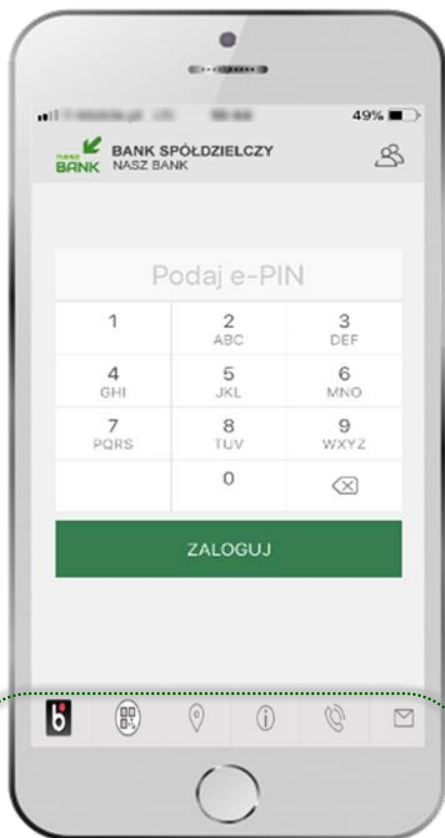 49%
nasz
BANK
BANK SPÓŁDZIELCZY
NASZ BANK
Podaj e-PIN
1
2
ABC
3
DEF
4
GHI
5
JKL
6
MNO
7
PQRS
8
TUV
9
WXYZ
0
ZALOGUJ
b
i